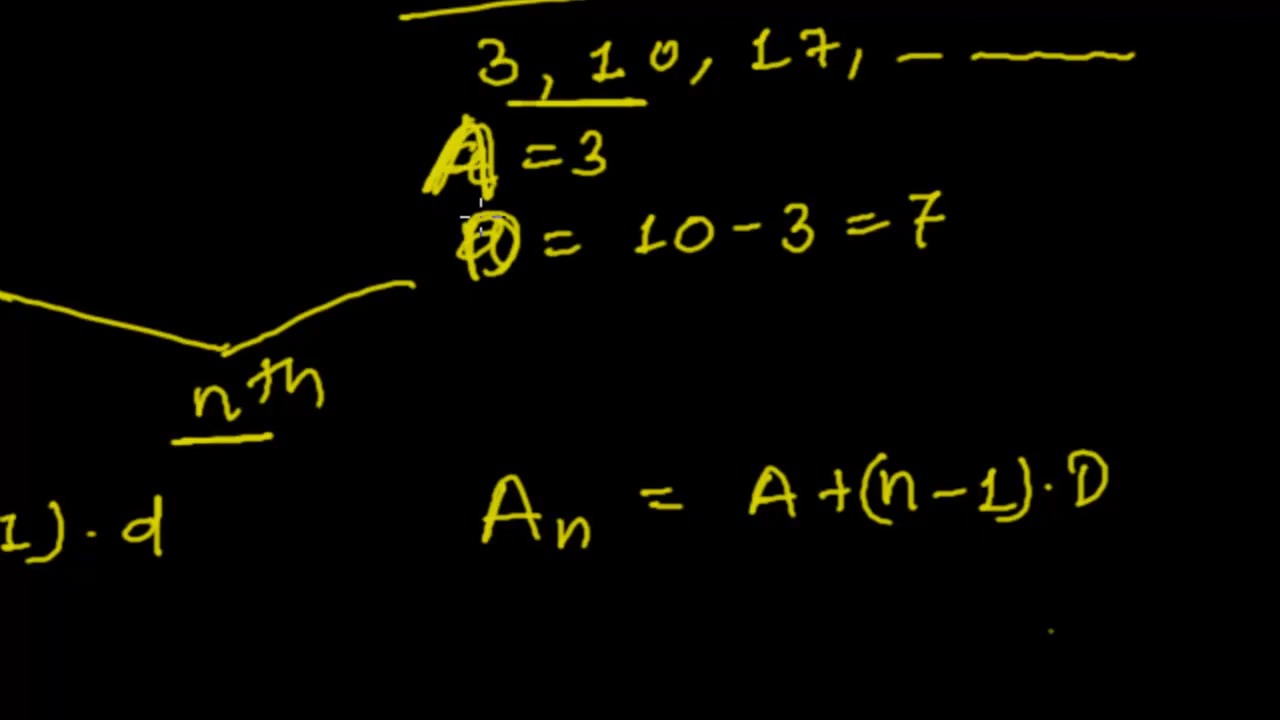 3, 10, 17, - ——
A = 3
D = 10 - 3 = 7
nth
1) . d
An = A + (n - 1) . D